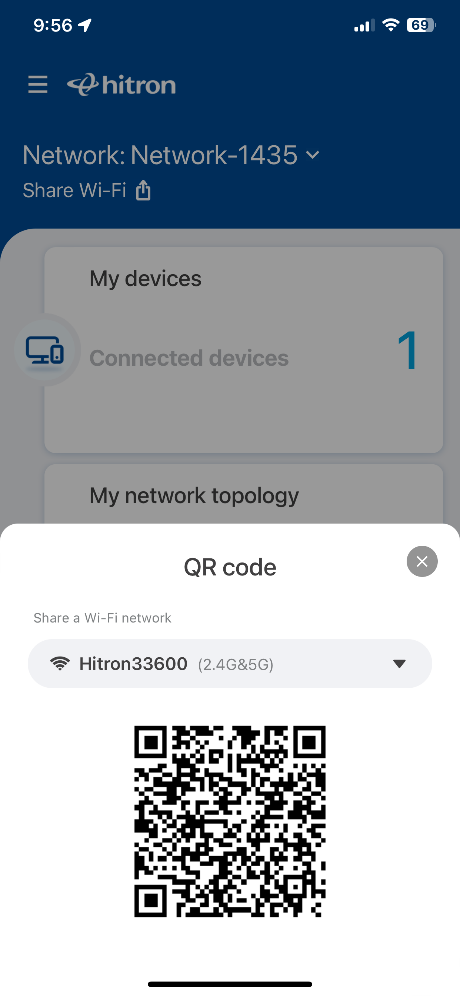 9:56
69
hitron
Network: Network-1435
Share Wi-Fi
My devices
Connected devices
1
My network topology
QR code
Share a Wi-Fi network
Hitron33600 (2.4G&5G)